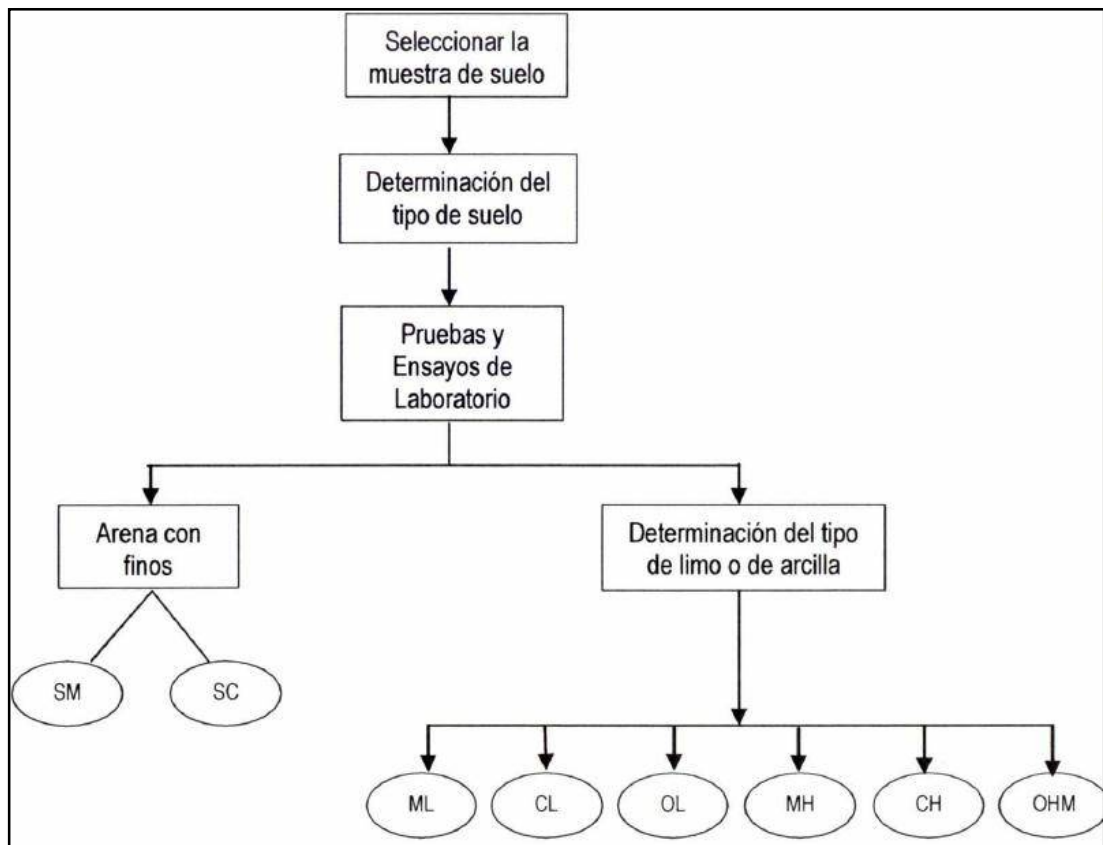 Seleccionar la
muestra de suelo
Determinación del
tipo de suelo
Pruebas y
Ensayos de
Laboratorio
Arena con
finos
Determinación del tipo
de limo o de arcilla
SM
SC
ML
CL
OL
MH
CH
OHM